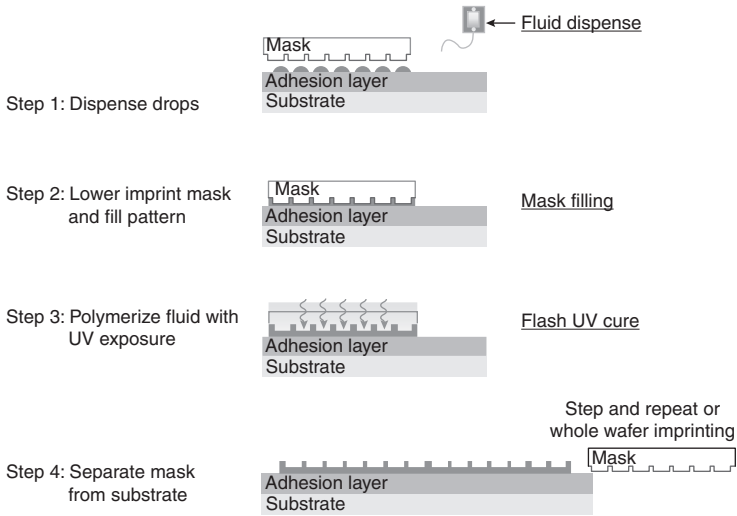 Fluid dispense
Mask
Adhesion layer
Substrate
Step 1: Dispense drops
Step 2: Lower imprint mask
and fill pattern
Mask
Adhesion layer
Substrate
Mask filling
Step 3: Polymerize fluid with
UV exposure
Adhesion layer
Substrate
Flash UV cure
Step and repeat or
whole wafer imprinting
Mask
Step 4: Separate mask
from substrate
Adhesion layer
Substrate